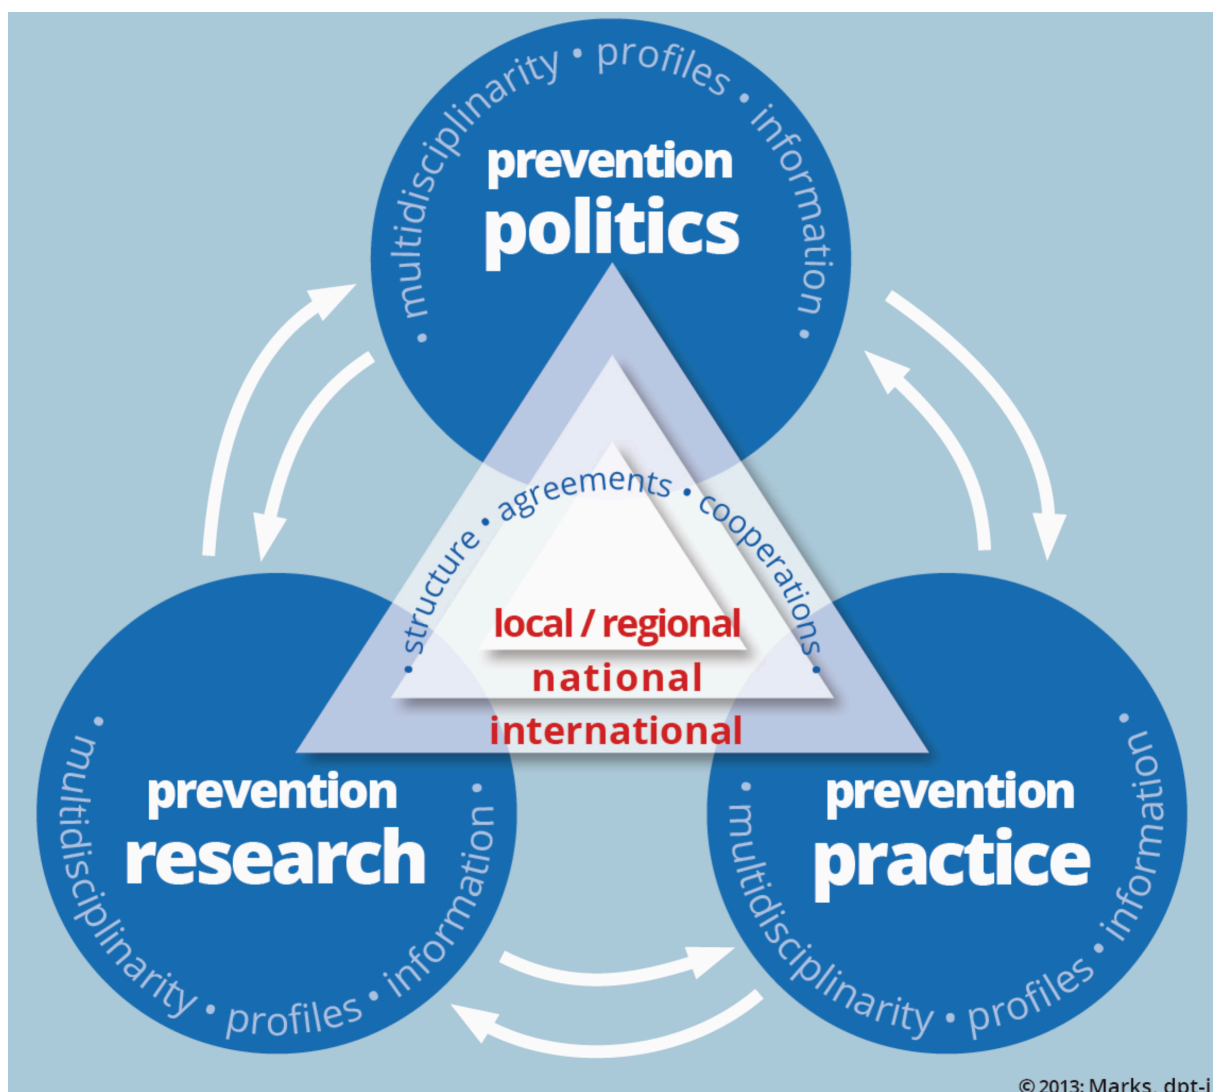 • multidisciplinarity • profiles • information •
prevention
politics
• structure • agreements • cooperations •
local / regional
national
international
prevention
research
• multidisciplinarity • profiles • information •
prevention
practice
• multidisciplinarity • profiles • information •
© 2013: Marks, dpt-i